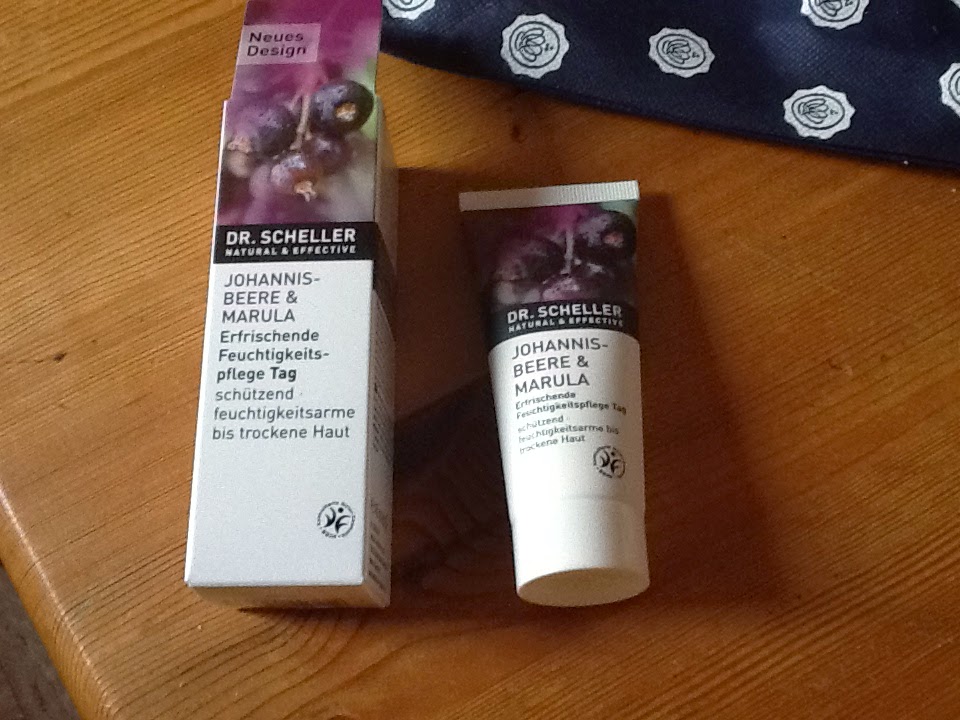 Neues
Design
DR. SCHELLER
NATURAL & EFFECTIVE
JOHANNIS-
BEERE &
MARULA
Erfrischende
Feuchtigkeits-
pflege Tag
schützend ·
feuchtigkeitsarme
bis trockene Haut
DR. SCHELLER
NATURAL & EFFECTIVE
JOHANNIS-
BEERE &
MARULA
Erfrischende
Feuchtigkeitspflege Tag
schützend ·
feuchtigkeitsarme bis
trockene Haut